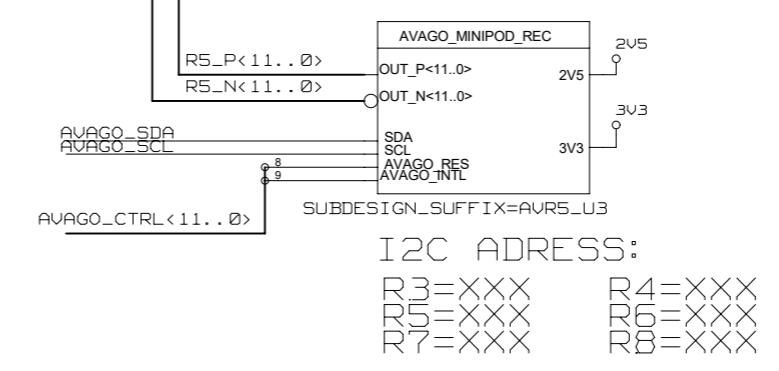 AVAGO_MINIPOD_REC
2V5
R5_P<11..0>
OUT_P<11..0>
2V5
R5_N<11..0>
OUT_N<11..0>
3V3
AVAGO_SDA
SDA
AVAGO_SCL
SCL
3V3
8
AVAGO_RES
9
AVAGO_INTL
SUBDESIGN_SUFFIX=AVR5_U3
AVAGO_CTRL<11..0>
I2C ADRESS:
R3=XXX R4=XXX
R5=XXX R6=XXX
R7=XXX R8=XXX